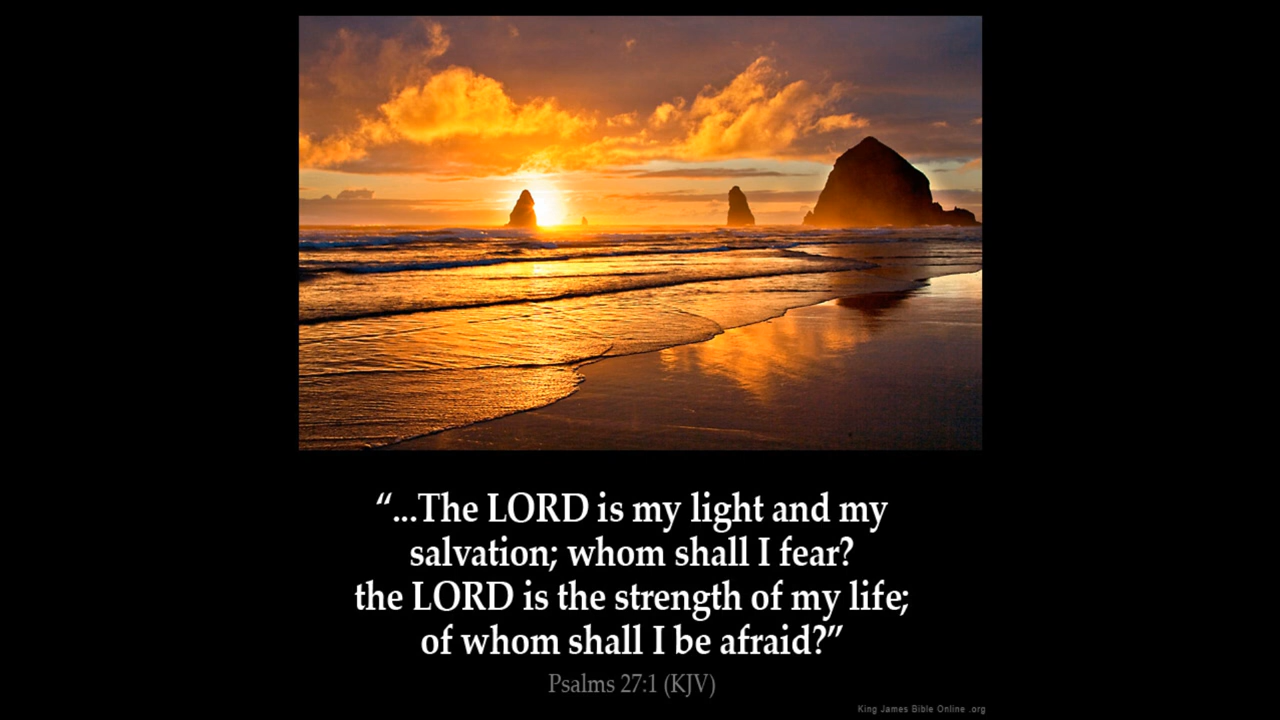 “...The LORD is my light and my
salvation; whom shall I fear?
the LORD is the strength of my life;
of whom shall I be afraid?”
Psalms 27:1 (KJV)
King James Bible Online .org